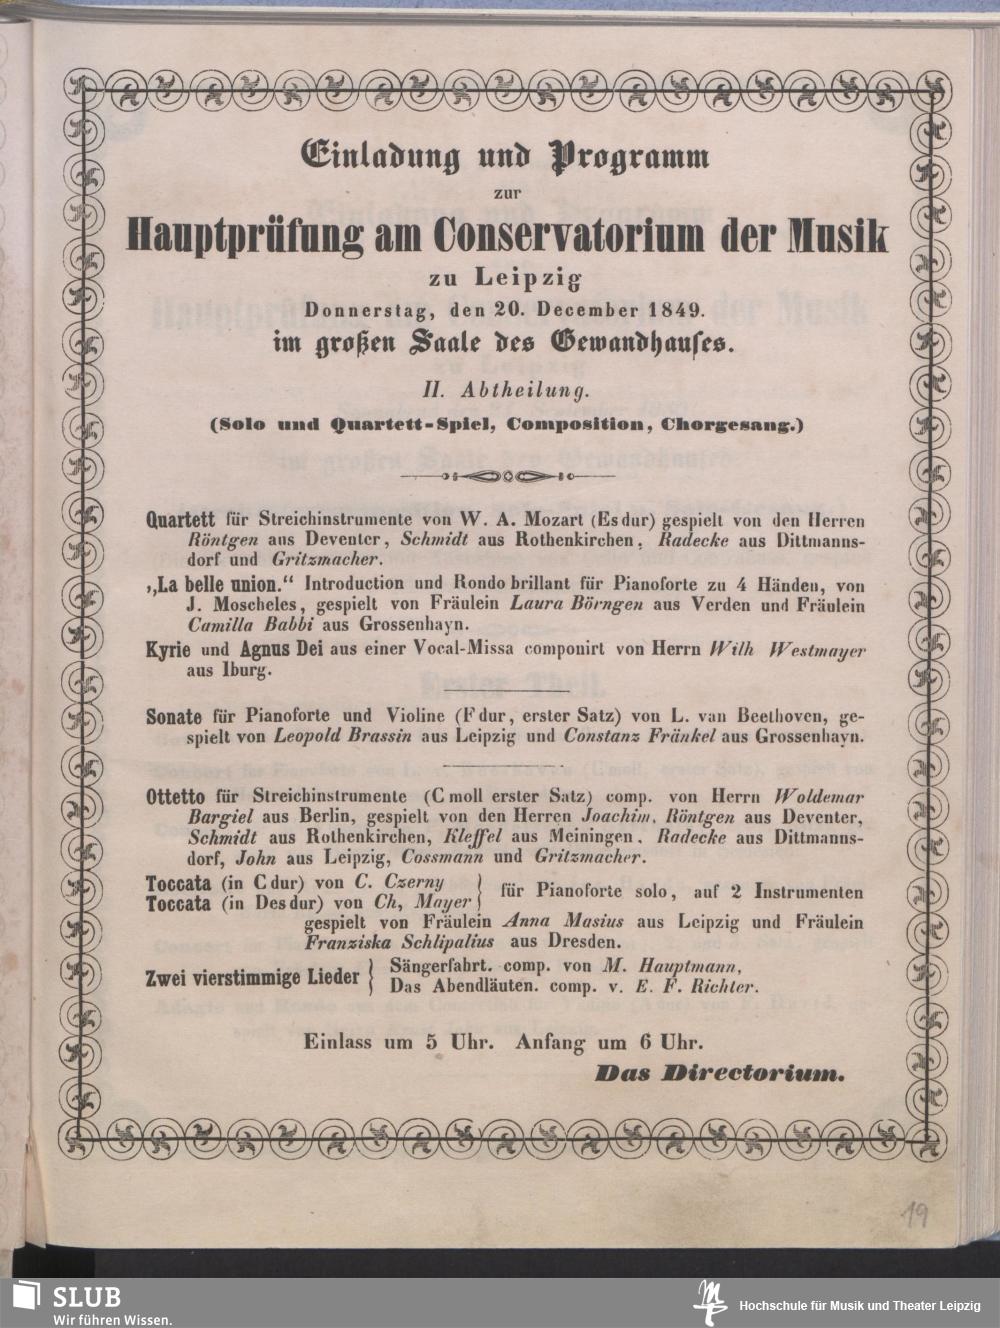 Einladung und Programm
zur
Hauptprüfung am Conservatorium der Musik
zu Leipzig
Donnerstag, den 20. December 1849.
im großen Saale des Gewandhauses.
II. Abtheilung.
(Solo und Quartett-Spiel, Composition, Chorgesang.)
Quartett für Streichinstrumente von W. A. Mozart (Es dur) gespielt von den Herren
Röntgen aus Deventer, Schmidt aus Rothenkirchen, Radecke aus Dittmanns-
dorf und Gritzmacher.
„La belle union.“ Introduction und Rondo brillant für Pianoforte zu 4 Händen, von
J. Moscheles, gespielt von Fräulein Laura Börngen aus Verden und Fräulein
Camilla Babbi aus Grossenhayn.
Kyrie und Agnus Dei aus einer Vocal-Missa componirt von Herrn Wilh Westmayer
aus Iburg.
Sonate für Pianoforte und Violine (F dur, erster Satz) von L. van Beethoven, ge-
spielt von Leopold Brassin aus Leipzig und Constanz Fränkel aus Grossenhayn.
Ottetto für Streichinstrumente (C moll erster Satz) comp. von Herrn Woldemar
Bargiel aus Berlin, gespielt von den Herren Joachim, Röntgen aus Deventer,
Schmidt aus Rothenkirchen, Kleffel aus Meiningen, Radecke aus Dittmanns-
dorf, John aus Leipzig, Cossmann und Gritzmacher.
Toccata (in C dur) von C. Czerny
Toccata (in Des dur) von Ch, Mayer } für Pianoforte solo, auf 2 Instrumenten
gespielt von Fräulein Anna Masius aus Leipzig und Fräulein
Franziska Schlipalius aus Dresden.
Zwei vierstimmige Lieder } Sängerfahrt. comp. von M. Hauptmann,
Das Abendläuten. comp. v. E. F. Richter.
Einlass um 5 Uhr. Anfang um 6 Uhr.
Das Directorium.
19
SLUB
Wir führen Wissen.
Hochschule für Musik und Theater Leipzig